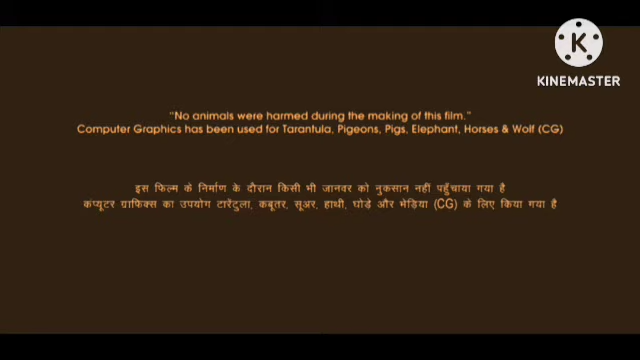 KINEMASTER
"No animals were harmed during the making of this film."
Computer Graphics has been used for Tarantula, Pigeons, Pigs, Elephant, Horses & Wolf (CG)
इस फिल्म के निर्माण के दौरान किसी भी जानवर को नुकसान नहीं पहुँचाया गया है
कंप्यूटर ग्राफिक्स का उपयोग टारेंटुला, कबूतर, सूअर, हाथी, घोड़े और भेड़िया (CG) के लिए किया गया है